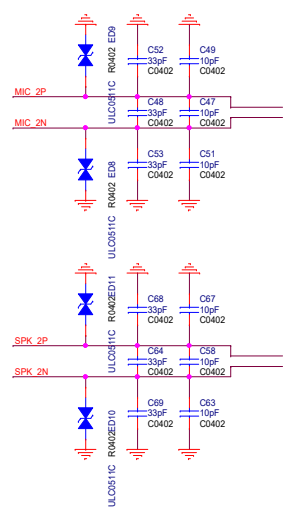 R0402 ED9
ULC0511C
C52
33pF
C0402
C49
10pF
C0402
MIC_2P
C48
33pF
C0402
C47
10pF
C0402
MIC_2N
R0402 ED8
ULC0511C
C53
33pF
C0402
C51
10pF
C0402
R0402ED11
ULC0511C
C68
33pF
C0402
C67
10pF
C0402
SPK_2P
C64
33pF
C0402
C58
10pF
C0402
SPK_2N
R0402ED10
ULC0511C
C69
33pF
C0402
C63
10pF
C0402